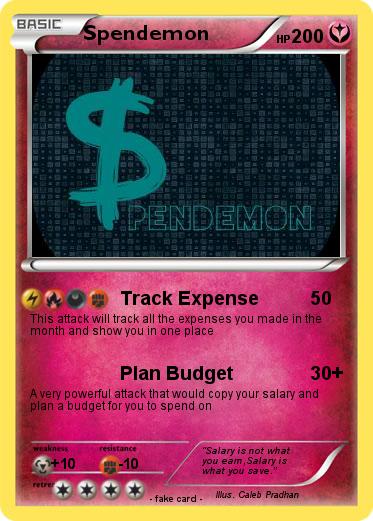 BASIC
Spendemon
HP 200
$PENDEMON
Track Expense 50
This attack will track all the expenses you made in the
month and show you in one place
Plan Budget 30+
A very powerful attack that would copy your salary and
plan a budget for you to spend on
weakness resistance
+10 -10
retreat
"Salary is not what
you earn ,Salary is
what you save."
- fake card -
Illus. Caleb Pradhan